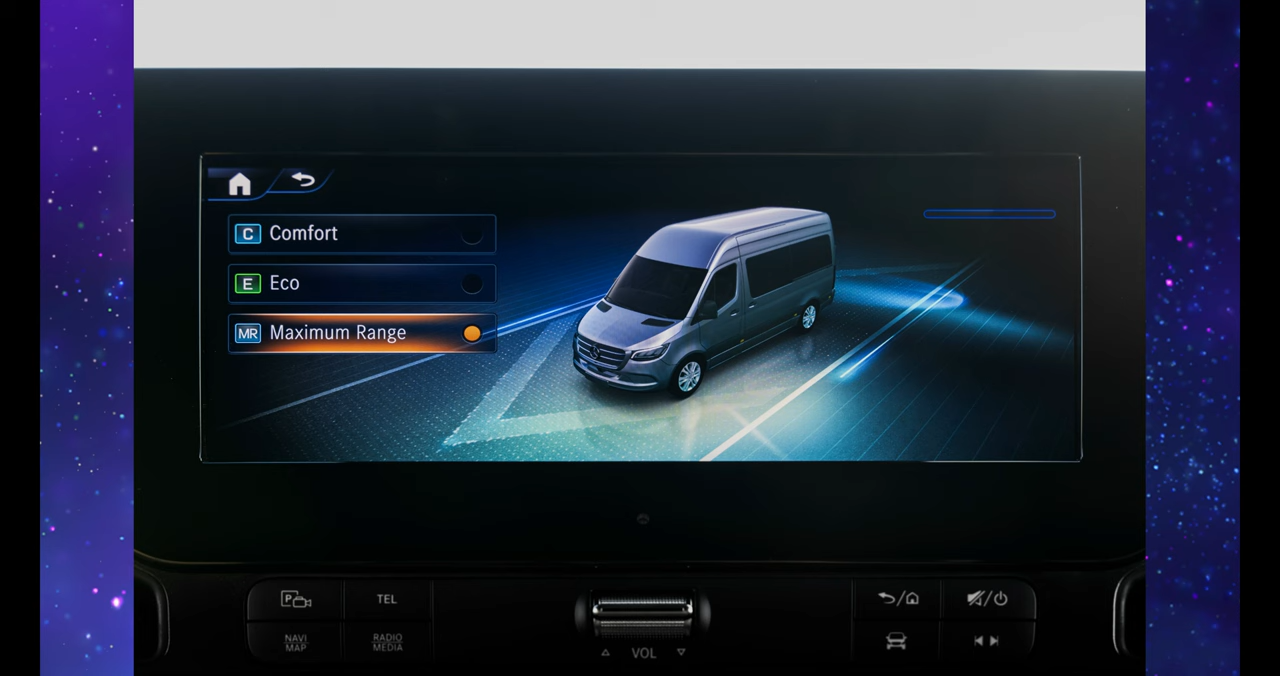 C Comfort
E Eco
MR Maximum Range
P
TEL
NAVI
MAP
RADIO
MEDIA
VOL